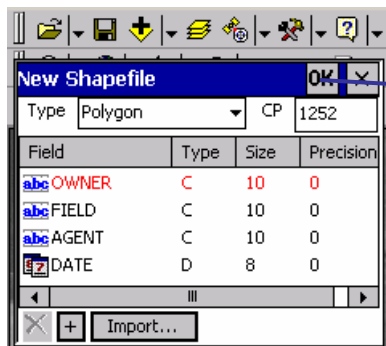 New Shapefile OK ×
Type Polygon CP 1252
Field Type Size Precision
abc OWNER C 10 0
abc FIELD C 10 0
abc AGENT C 10 0
7 DATE D 8 0
+ Import...